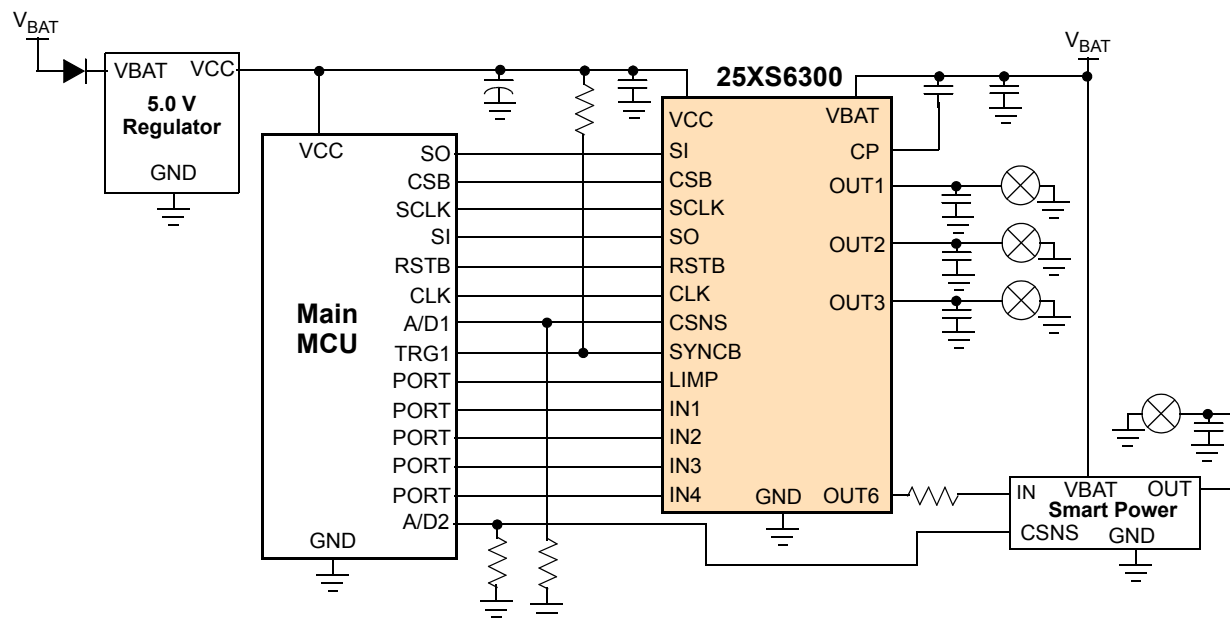 VBAT
VBAT VCC
5.0 V
Regulator
GND
Main
MCU
VCC
SO
CSB
SCLK
SI
RSTB
CLK
A/D1
TRG1
PORT
PORT
PORT
PORT
PORT
A/D2
GND
25XS6300
VCC
SI
CSB
SCLK
SO
RSTB
CLK
CSNS
SYNCB
LIMP
IN1
IN2
IN3
IN4
GND
VBAT
CP
OUT1
OUT2
OUT3
OUT6
VBAT
IN VBAT OUT
Smart Power
CSNS GND